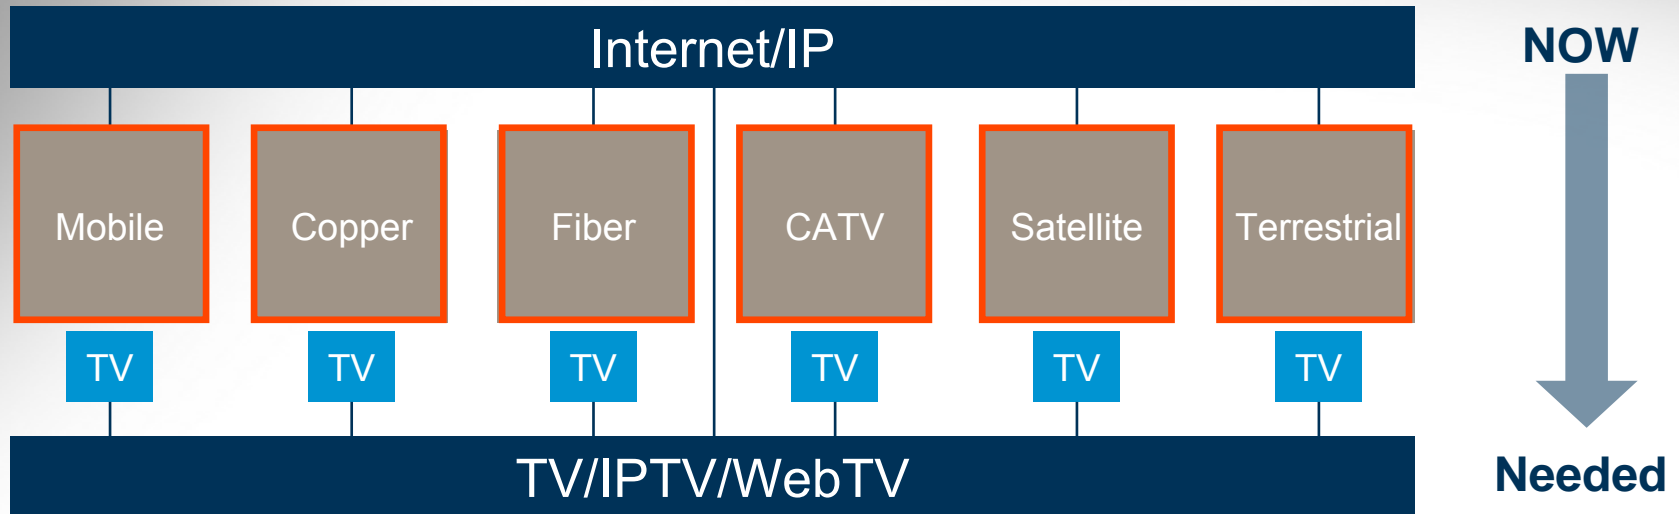 Internet/IP
NOW
Mobile
Copper
Fiber
CATV
Satellite
Terrestrial
TV
TV
TV
TV
TV
TV
TV/IPTV/WebTV
Needed